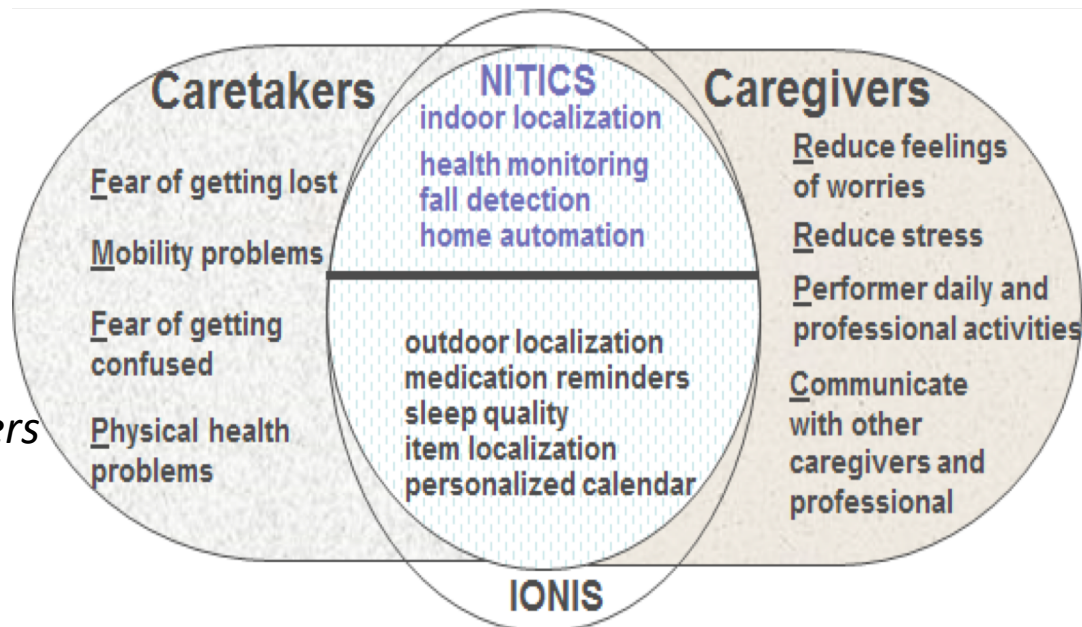 Caretakers
Fear of getting lost
Mobility problems
Fear of getting
confused
Physical health
problems
ers
NITICS
indoor localization
health monitoring
fall detection
home automation
outdoor localization
medication reminders
sleep quality
item localization
personalized calendar
IONIS
Caregivers
Reduce feelings
of worries
Reduce stress
Performer daily and
professional activities
Communicate
with other
caregivers and
professional